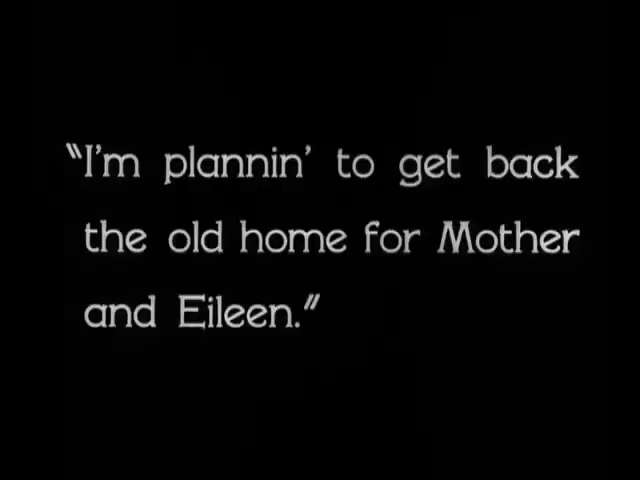 "I'm plannin' to get back
the old home for Mother
and Eileen."